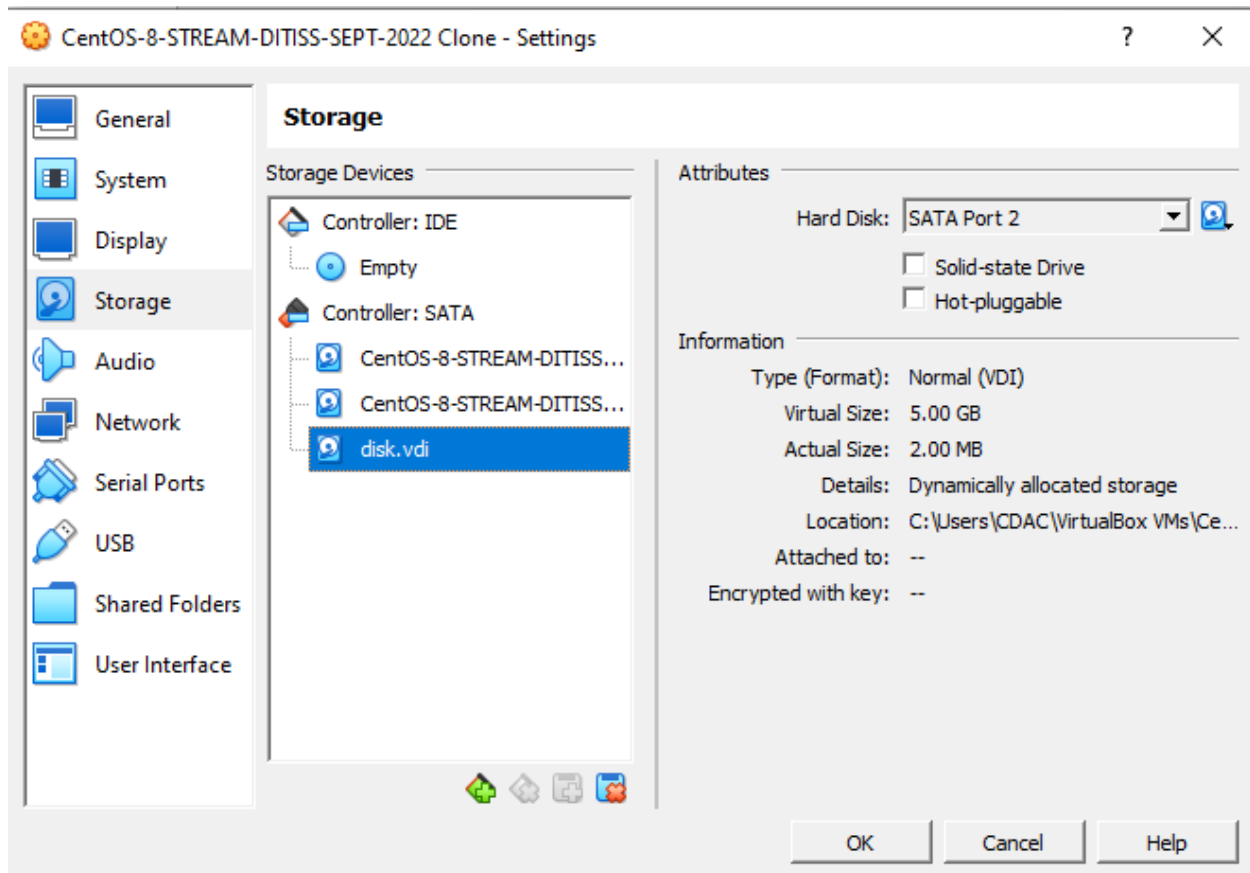 CentOS-8-STREAM-DITISS-SEPT-2022 Clone - Settings
?
General
System
Display
Storage
Audio
Network
Serial Ports
USB
Shared Folders
User Interface
Storage
Storage Devices
Controller: IDE
Empty
Controller: SATA
CentOS-8-STREAM-DITISS...
CentOS-8-STREAM-DITISS...
disk.vdi
Attributes
Hard Disk: SATA Port 2
Solid-state Drive
Hot-pluggable
Information
Type (Format): Normal (VDI)
Virtual Size: 5.00 GB
Actual Size: 2.00 MB
Details: Dynamically allocated storage
Location: C:\Users\CDAC\VirtualBox VMs\Ce...
Attached to: --
Encrypted with key: --
OK Cancel Help